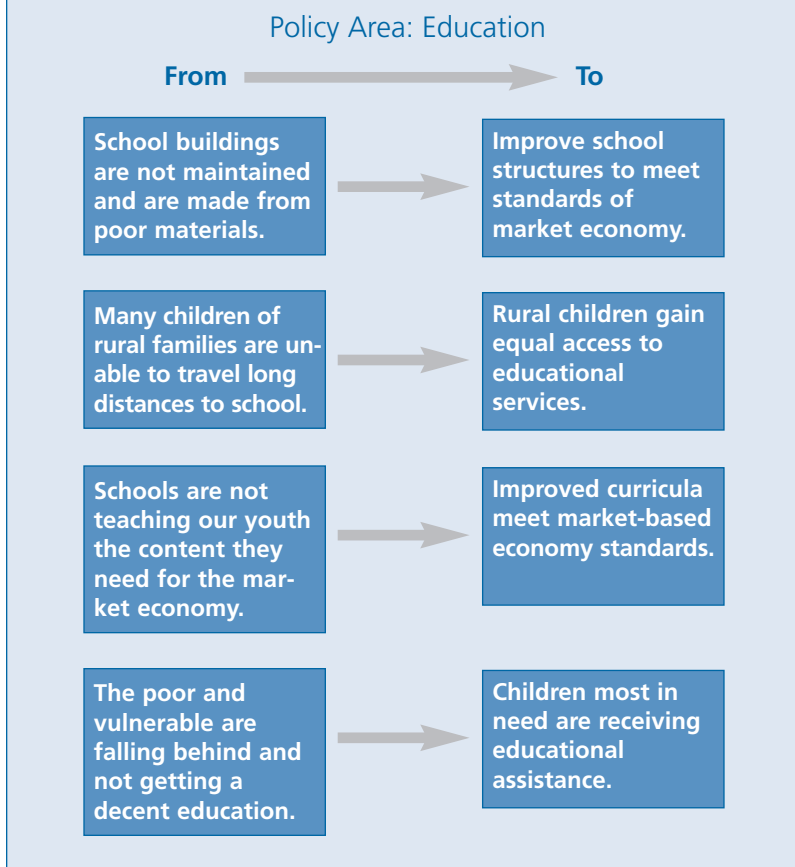 Policy Area: Education
From
To
School buildings
are not maintained
and are made from
poor materials.
Improve school
structures to meet
standards of
market economy.
Many children of
rural families are un-
able to travel long
distances to school.
Rural children gain
equal access to
educational
services.
Schools are not
teaching our youth
the content they
need for the mar-
ket economy.
Improved curricula
meet market-based
economy standards.
The poor and
vulnerable are
falling behind and
not getting a
decent education.
Children most in
need are receiving
educational
assistance.